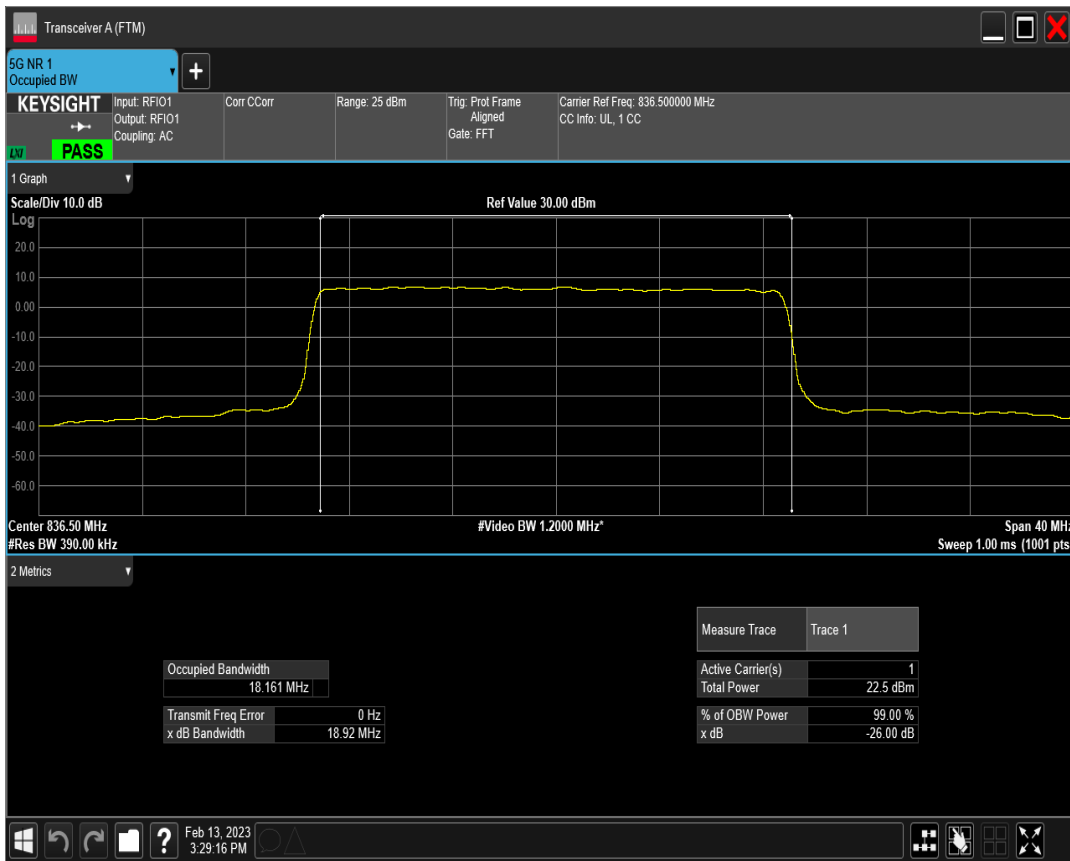 Transceiver A (FTM)
5G NR 1
Occupied BW
+
KEYSIGHT
LXI
PASS
Input: RFIO1
Output: RFIO1
Coupling: AC
Corr CCorr
Range: 25 dBm
Trig: Prot Frame
Aligned
Gate: FFT
Carrier Ref Freq: 836.500000 MHz
CC Info: UL, 1 CC
1 Graph
Scale/Div 10.0 dB
Ref Value 30.00 dBm
Log
20.0
10.0
0.00
-10.0
-20.0
-30.0
-40.0
-50.0
-60.0
Center 836.50 MHz
#Video BW 1.2000 MHz*
Span 40 MHz
#Res BW 390.00 kHz
Sweep 1.00 ms (1001 pts
2 Metrics
Measure Trace Trace 1
Occupied Bandwidth
18.161 MHz
Active Carrier(s) 1
Total Power 22.5 dBm
Transmit Freq Error 0 Hz
x dB Bandwidth 18.92 MHz
% of OBW Power 99.00 %
x dB -26.00 dB
?
Feb 13, 2023
3:29:16 PM